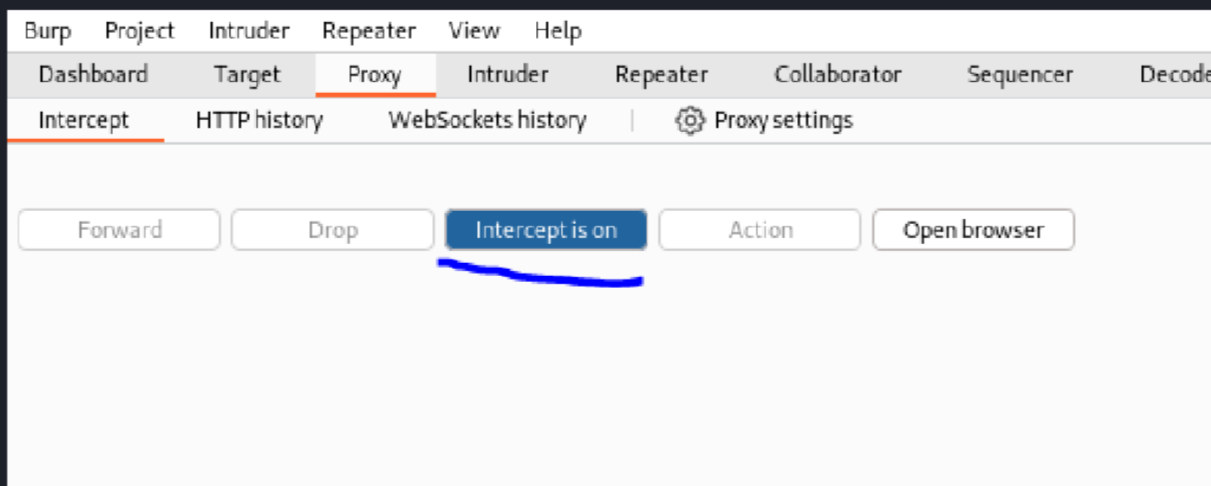 Burp Project Intruder Repeater View Help
Dashboard Target Proxy Intruder Repeater Collaborator Sequencer Decode
Intercept HTTP history WebSockets history Proxy settings
Forward Drop Intercept is on Action Open browser